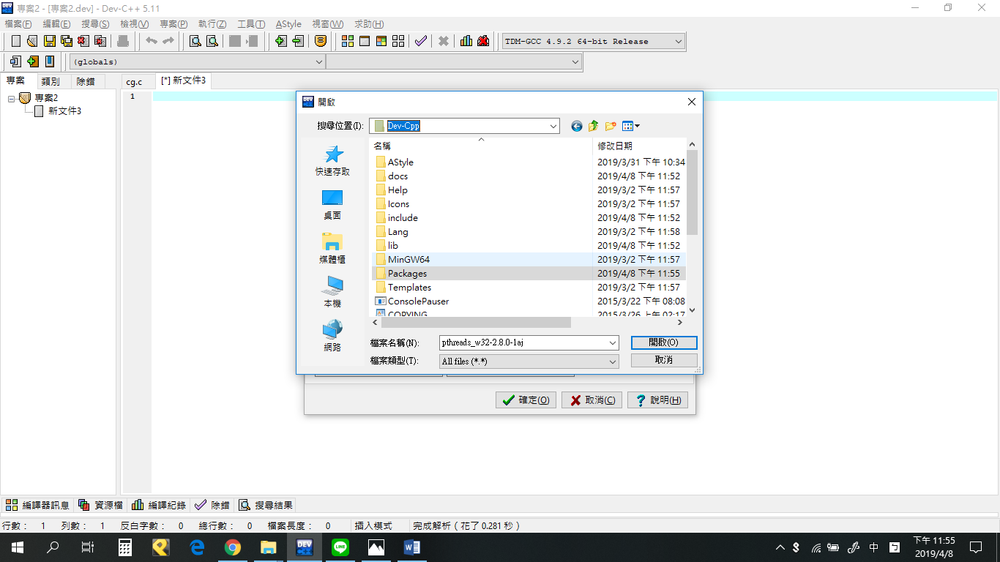 專案2 - [專案2.dev] - Dev-C++ 5.11
檔案(F) 編輯(E) 搜尋(S) 檢視(V) 專案(P) 執行(Z) 工具(T) AStyle 視窗(W) 求助(H)
TDM-GCC 4.9.2 64-bit Release
(globals)
專案 類別 除錯
cg.c [*] 新文件3
專案2
新文件3
1
開啟
搜尋位置(I): Dev-Cpp
快速存取
桌面
媒體櫃
本機
網路
名稱 修改日期
AStyle 2019/3/31 下午 10:34
docs 2019/4/8 下午 11:52
Help 2019/3/2 下午 11:57
Icons 2019/3/2 下午 11:57
include 2019/4/8 下午 11:52
Lang 2019/3/2 下午 11:58
lib 2019/4/8 下午 11:52
MinGW64 2019/3/2 下午 11:57
Packages 2019/4/8 下午 11:55
Templates 2019/3/2 下午 11:57
ConsolePauser 2015/3/22 下午 08:08
COPYING 2015/3/26 上午 02:17
檔案名稱(N): pthreads_w32-2.8.0-1aj 開啟(O)
檔案類型(T): All files (*.*) 取消
確定(O) 取消(C) 說明(H)
編譯器訊息 資源檔 編譯紀錄 除錯 搜尋結果
行數： 1 列數： 1 反白字數： 0 總行數： 0 檔案長度： 0 插入模式 完成解析（花了 0.281 秒）
中
下午 11:55
2019/4/8